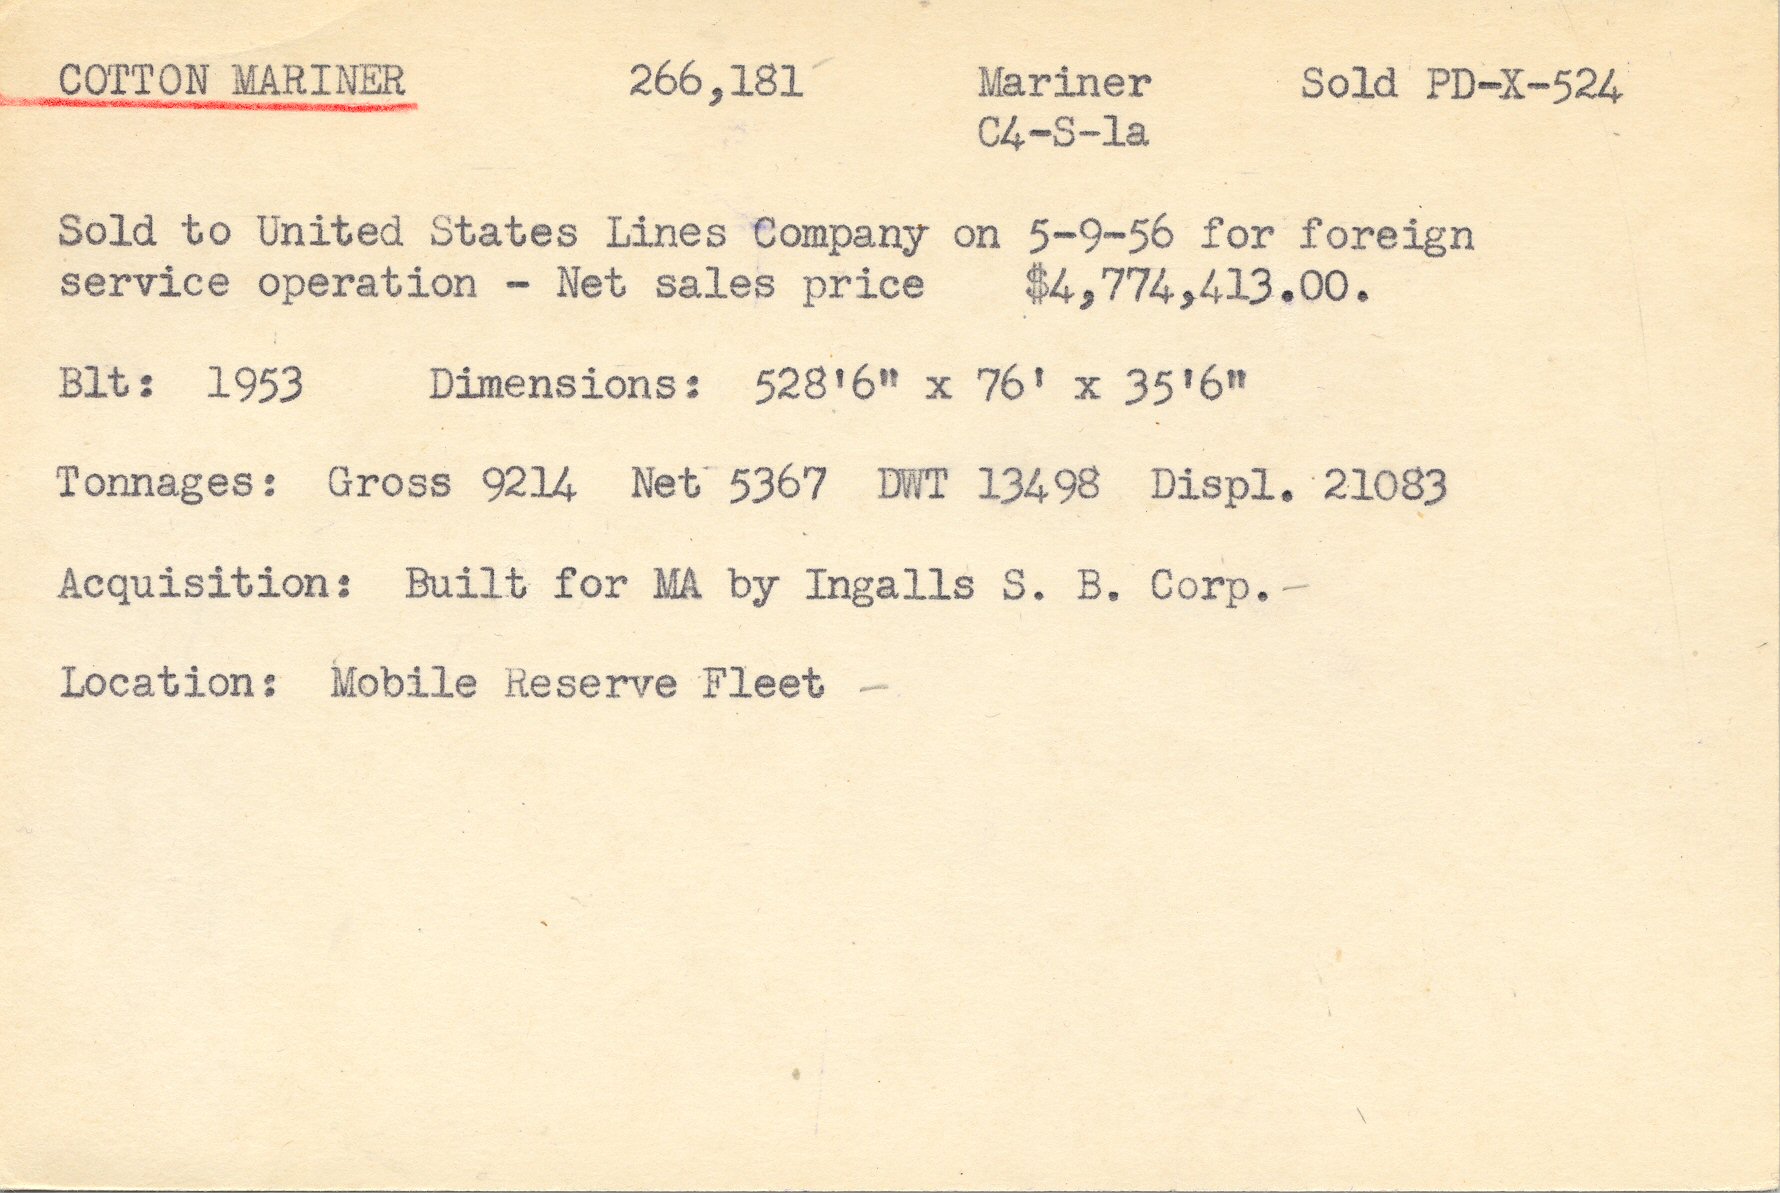 COTTON MARINER 266,181 Mariner Sold PD-X-524
C4-S-1a
Sold to United States Lines Company on 5-9-56 for foreign
service operation - Net sales price $4,774,413.00.
Blt: 1953 Dimensions: 528'6" x 76' x 35'6"
Tonnages: Gross 9214 Net 5367 DWT 13498 Displ. 21083
Acquisition: Built for MA by Ingalls S. B. Corp. -
Location: Mobile Reserve Fleet -